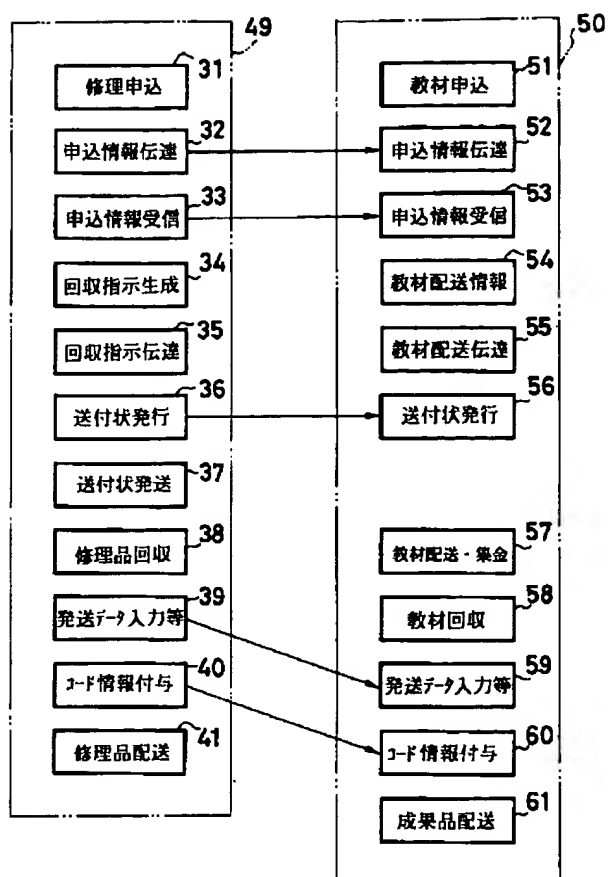 49
31
修理申込
32
申込情報伝達
33
申込情報受信
34
回収指示生成
35
回収指示伝達
36
送付状発行
37
送付状発送
38
修理品回収
39
発送データ入力等
40
コード情報付与
41
修理品配送
50
51
教材申込
52
申込情報伝達
53
申込情報受信
54
教材配送情報
55
教材配送伝達
56
送付状発行
57
教材配送・集金
58
教材回収
59
発送データ入力等
60
コード情報付与
61
成果品配送